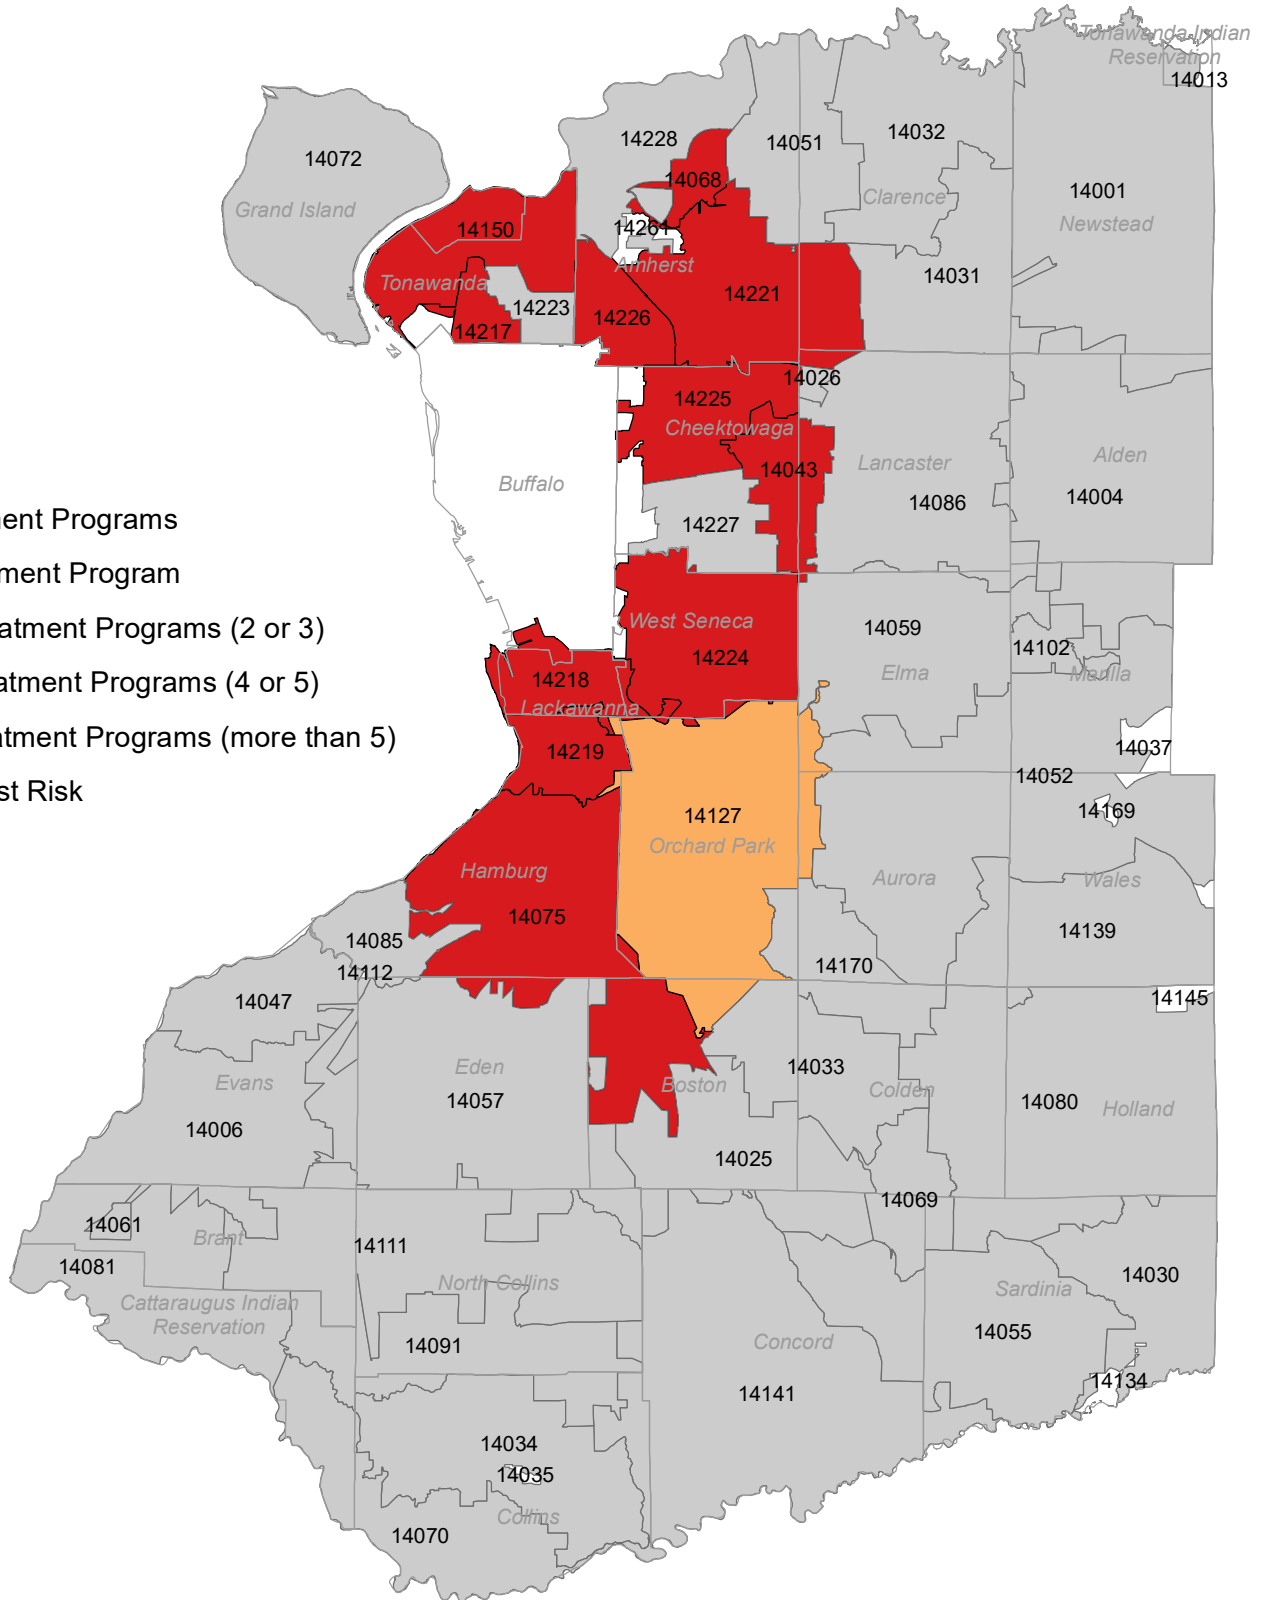 Tonawanda Indian
Reservation
14013
14228
14051
14032
14072
14068
14001
Clarence
Grand Island
Newstead
14150
14261
Amherst
14031
Tonawanda
14221
14223
14226
14217
14026
14225
Cheektowaga
Alden
14043
Lancaster
Buffalo
14004
14086
ment Programs
14227
tment Program
West Seneca
14059
atment Programs (2 or 3)
14102
14224
Elma
Marilla
14218
atment Programs (4 or 5)
Lackawanna
atment Programs (more than 5)
14219
14037
14052
st Risk
14169
14127
Orchard Park
Hamburg
Aurora
Wales
14075
14139
14085
14170
14112
14047
14145
Eden
14033
Evans
Boston
Colden
14057
14080
Holland
14006
14025
14069
14061
Brant
14111
14081
North Collins
14030
Cattaraugus Indian
Reservation
Sardinia
14055
14091
Concord
14141
14134
14034
14035
Collins
14070